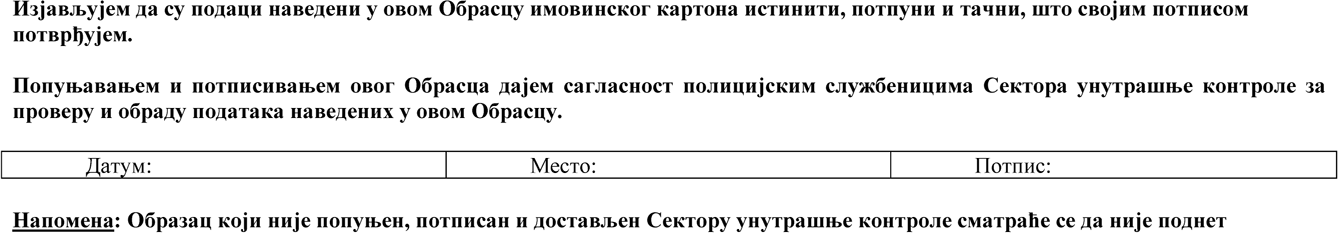 Изјављујем да су подаци наведени у овом Обрасцу имовинског картона истинити, потпуни и тачни, што својим потписом
потврђујем.
Попуњавањем и потписивањем овог Обрасца дајем сагласност полицијским службеницима Сектора унутрашње контроле за
проверу и обраду података наведених у овом Обрасцу.
Датум: Место: Потпис:
Напомена: Образац који није попуњен, потписан и достављен Сектору унутрашње контроле сматраће се да није поднет